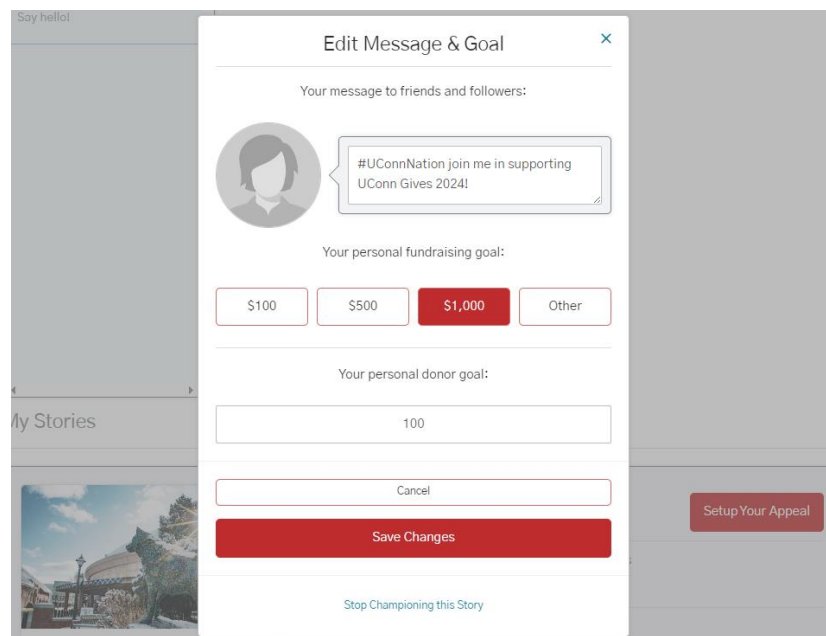 Say hello!
Edit Message & Goal
×
Your message to friends and followers:
#UConnNation join me in supporting
UConn Gives 2024!
Your personal fundraising goal:
$100 $500 $1,000 Other
Your personal donor goal:
100
My Stories
Cancel
Setup Your Appeal
Save Changes
Stop Championing this Story